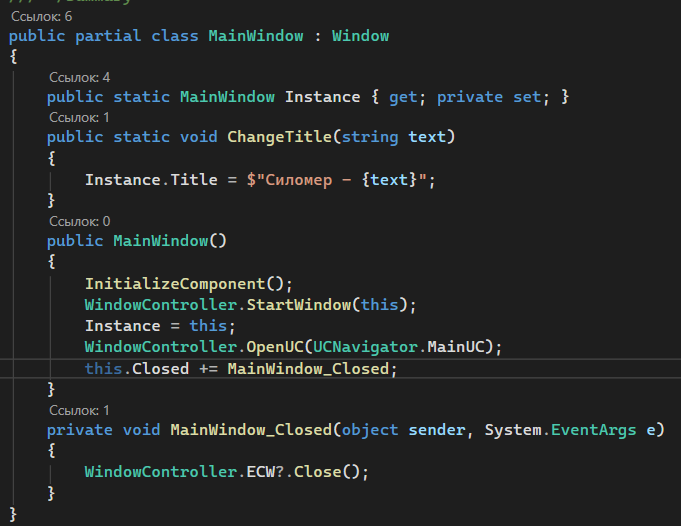 /// </summary>
Ссылок: 6
public partial class MainWindow : Window
{
Ссылок: 4
public static MainWindow Instance { get; private set; }
Ссылок: 1
public static void ChangeTitle(string text)
{
Instance.Title = $"Силомер - {text}";
}
Ссылок: 0
public MainWindow()
{
InitializeComponent();
WindowController.StartWindow(this);
Instance = this;
WindowController.OpenUC(UCNavigator.MainUC);
this.Closed += MainWindow_Closed;
}
Ссылок: 1
private void MainWindow_Closed(object sender, System.EventArgs e)
{
WindowController.ECW?.Close();
}
}